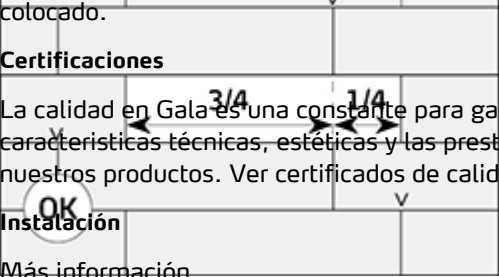 colocado.
Certificaciones
3/4 1/4
La calidad en Gala es una constante para ga
caracteristicas técnicas, estéticas y las prest
nuestros productos. Ver certificados de calid
OK
Instalación
Más información